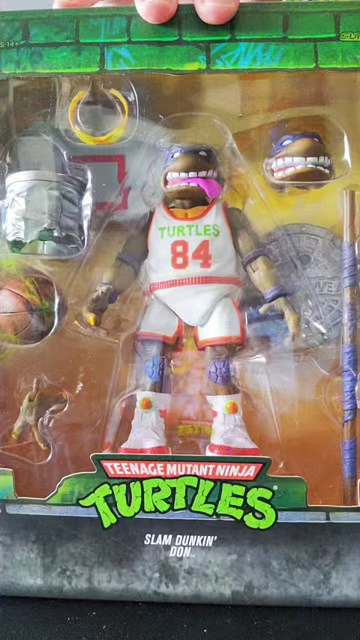 TURTLES
84
TEENAGE MUTANT NINJA
TURTLES
SLAM DUNKIN'
DON